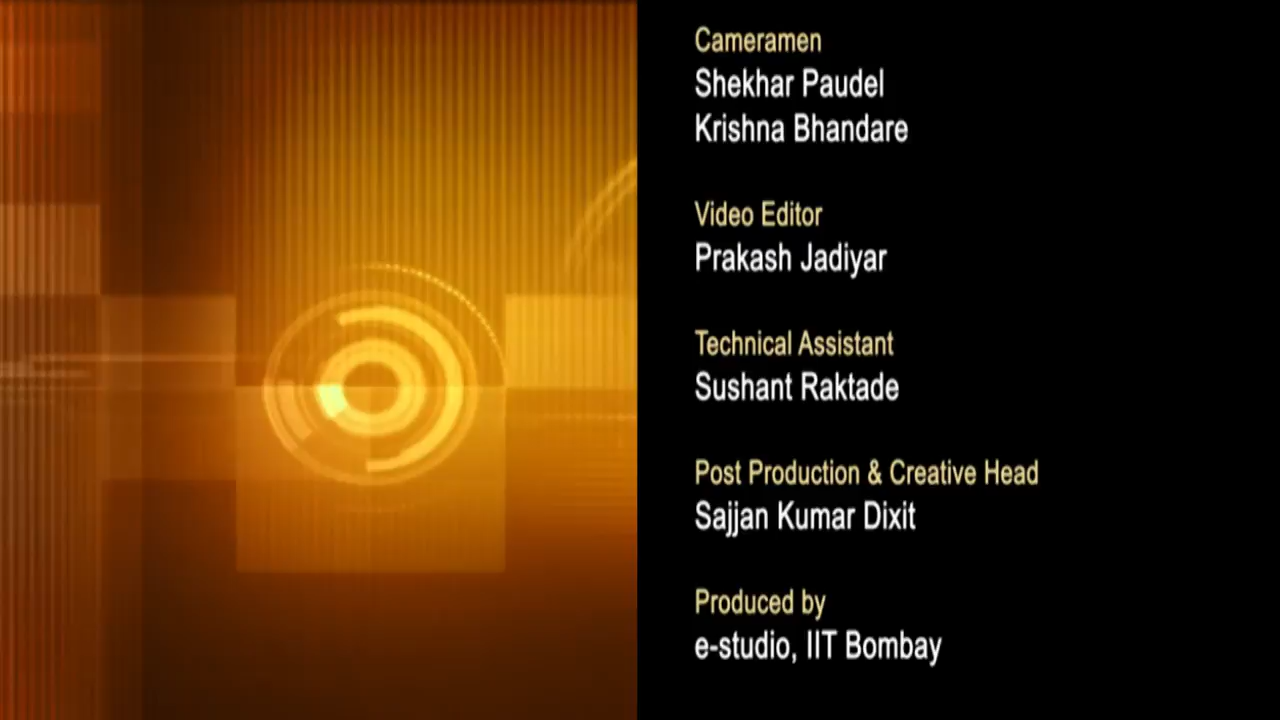 Cameramen
Shekhar Paudel
Krishna Bhandare
Video Editor
Prakash Jadiyar
Technical Assistant
Sushant Raktade
Post Production & Creative Head
Sajjan Kumar Dixit
Produced by
e-studio, IIT Bombay